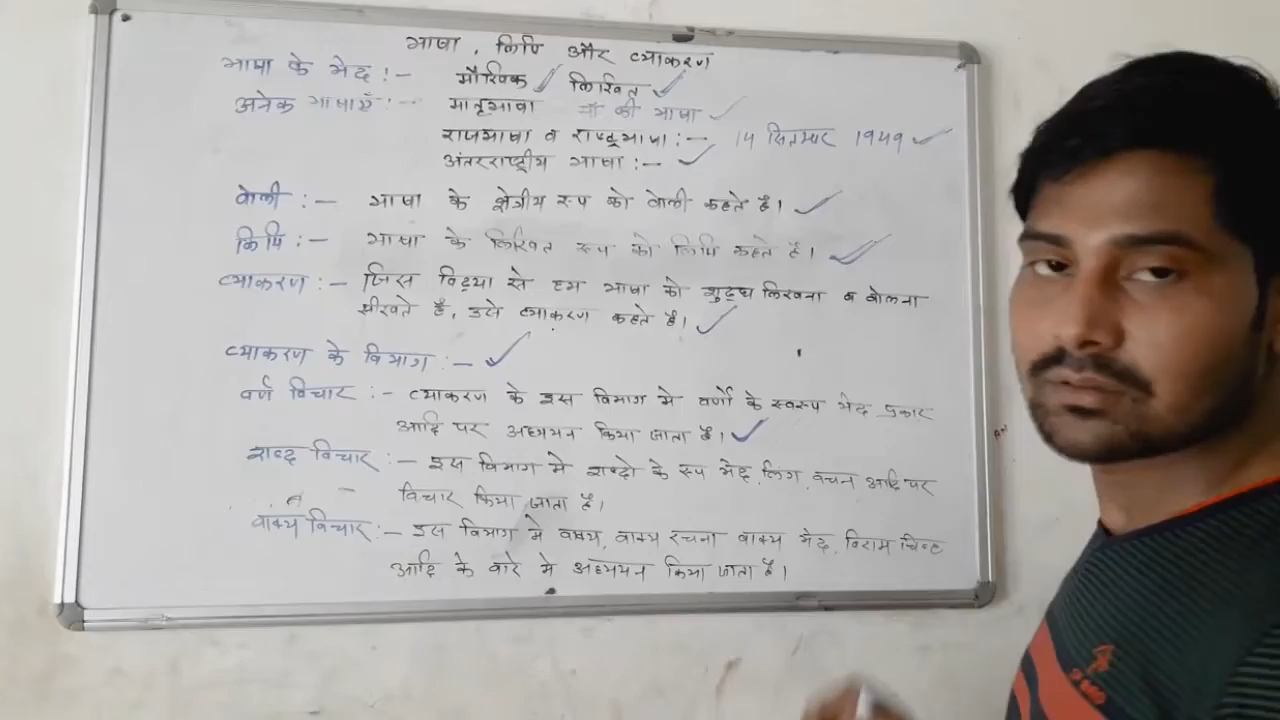 भाषा, लिपि और व्याकरण
भाषा के भेद :- मौखिक लिखित
अनेक भाषाएँ :- मातृभाषा माँ की भाषा
राजभाषा व राष्ट्रभाषा :- 14 सितम्बर 1949
अंतरराष्ट्रीय भाषा :-
बोली :- भाषा के क्षेत्रीय रूप को बोली कहते है।
लिपि :- भाषा के लिखित रूप को लिपि कहते है।
व्याकरण :- जिस विद्या से हम भाषा को शुद्ध लिखना व बोलना
सीखते है, उसे व्याकरण कहते है।
व्याकरण के विभाग :-
वर्ण विचार :- व्याकरण के इस विभाग मे वर्णों के स्वरूप भेद प्रकार
आदि पर अध्ययन किया जाता है।
शब्द विचार :- इस विभाग मे शब्दो के रूप भेद, लिंग, वचन आदि पर
विचार किया जाता है।
वाक्य विचार :- इस विभाग मे वाक्य, वाक्य रचना वाक्य भेद, विराम चिन्ह
आदि के बारे मे अध्ययन किया जाता है।